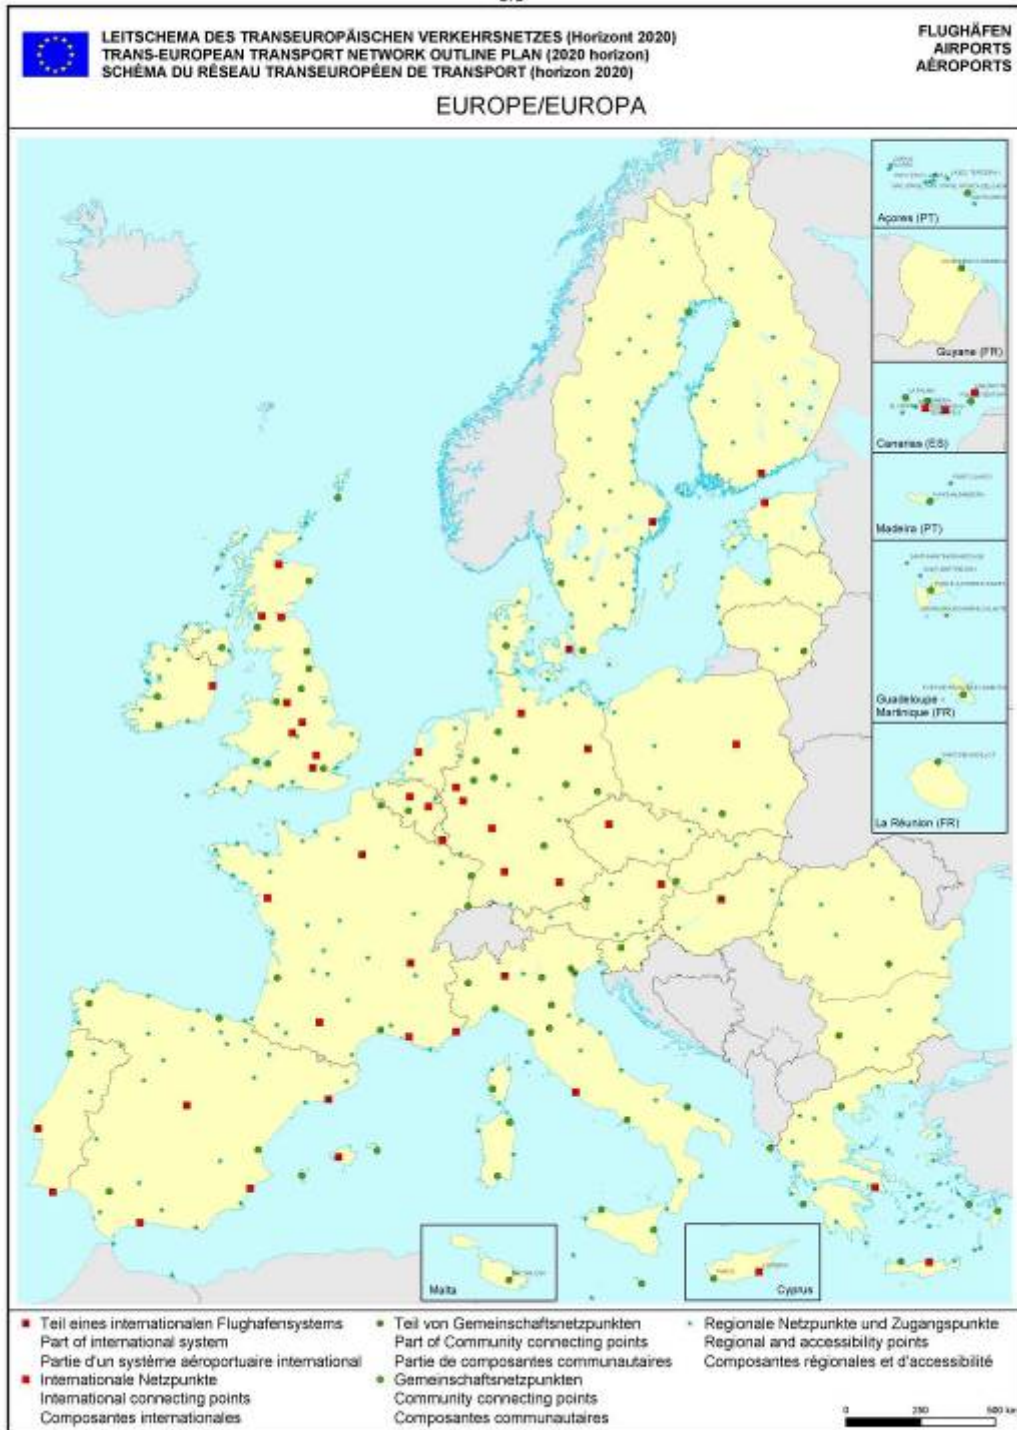 LEITSCHEMA DES TRANSEUROPÄISCHEN VERKEHRSNETZES (Horizont 2020)
TRANS-EUROPEAN TRANSPORT NETWORK OUTLINE PLAN (2020 horizon)
SCHÉMA DU RÉSEAU TRANSEUROPÉEN DE TRANSPORT (horizon 2020)
FLUGHÄFEN
AIRPORTS
AÉROPORTS
EUROPE/EUROPA
Açores (PT)
Guyane (FR)
Canarias (ES)
Madeira (PT)
Guadeloupe -
Martinique (FR)
La Réunion (FR)
Malta
Cyprus
Teil eines internationalen Flughafensystems
Part of international system
Partie d'un système aéroportuaire international
Internationale Netzpunkte
International connecting points
Composantes internationales
Teil von Gemeinschaftsnetzpunkten
Part of Community connecting points
Partie de composantes communautaires
Gemeinschaftsnetzpunkten
Community connecting points
Composantes communautaires
Regionale Netzpunkte und Zugangspunkte
Regional and accessibility points
Composantes régionales et d'accessibilité
0 250 500 km